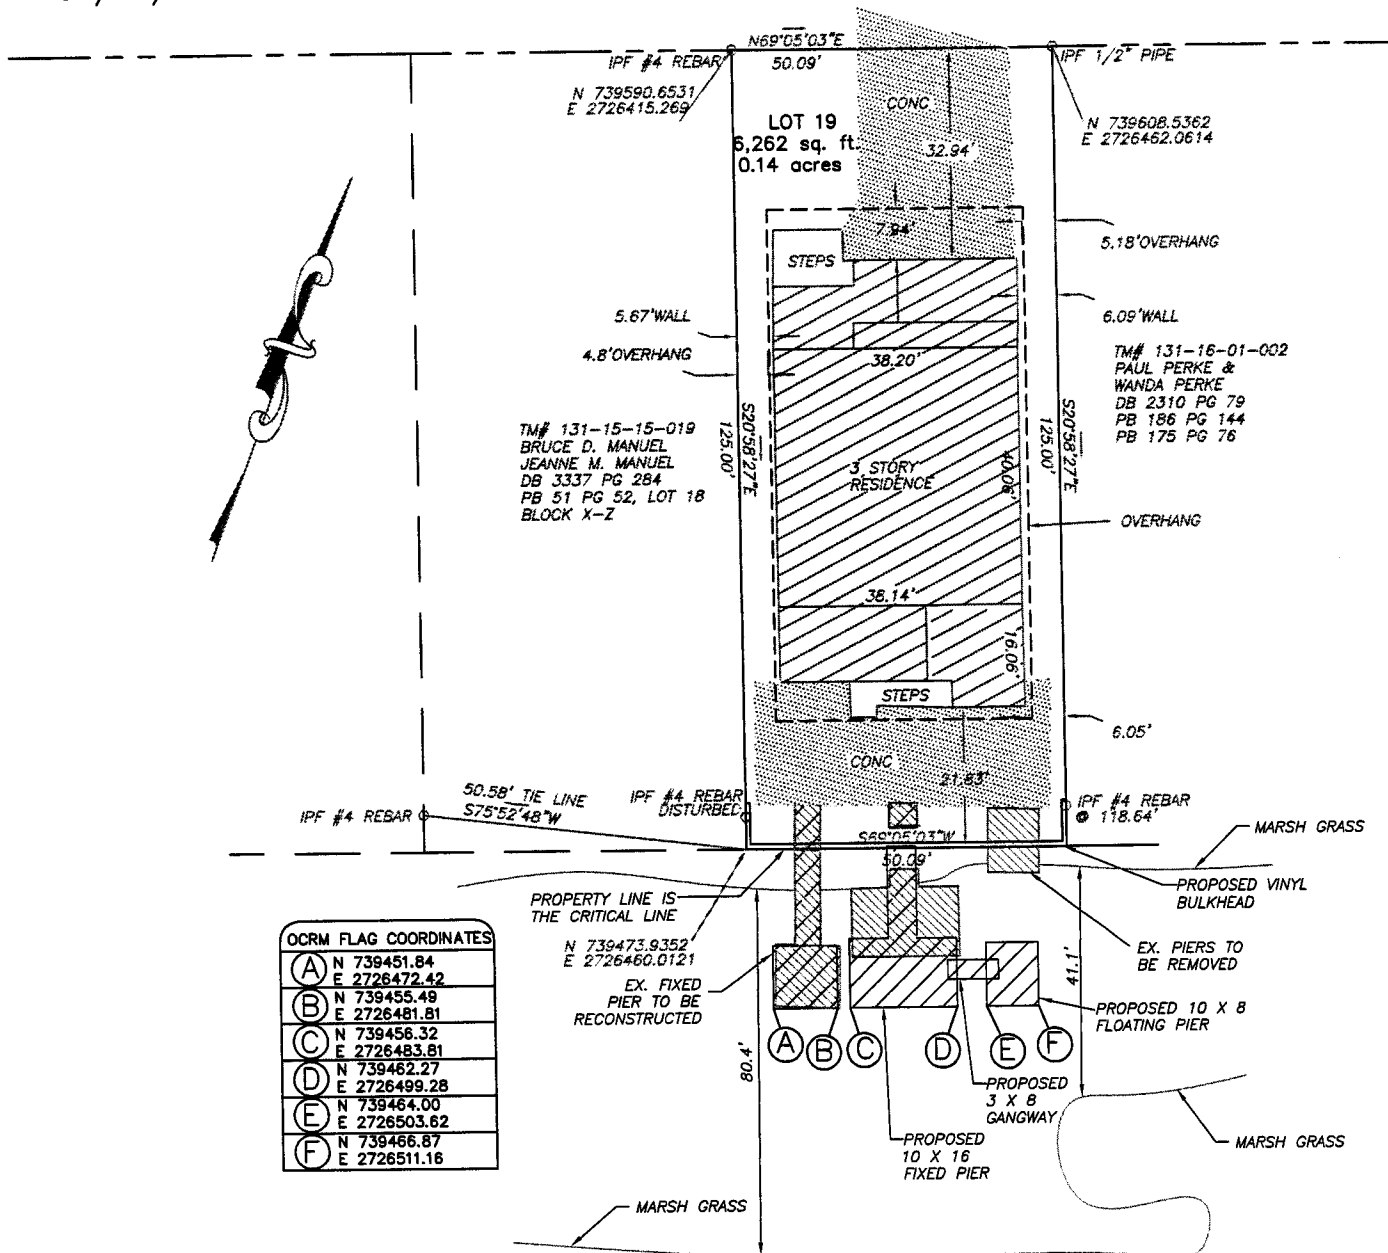 N69°05'03"E
50.09'
IPF #4 REBAR
IPF 1/2" PIPE
N 739590.6531
E 2726415.269
CONC
LOT 19
6,262 sq. ft.
0.14 acres
32.94'
N 739608.5362
E 2726462.0614
7.94'
5.18'OVERHANG
STEPS
5.67'WALL
6.09'WALL
4.8'OVERHANG
38.20'
TM# 131-16-01-002
PAUL PERKE &
WANDA PERKE
DB 2310 PG 79
PB 186 PG 144
PB 175 PG 76
TM# 131-15-15-019
BRUCE D. MANUEL
JEANNE M. MANUEL
DB 3337 PG 284
PB 51 PG 52, LOT 18
BLOCK X-Z
S20°58'27"E
125.00'
3 STORY
RESIDENCE
40.06'
S20°58'27"E
125.00'
OVERHANG
38.14'
16.06'
STEPS
6.05'
CONC
21.83'
50.58' TIE LINE
S75°52'48"W
IPF #4 REBAR
IPF #4 REBAR
DISTURBED
IPF #4 REBAR
@ 118.64'
S69°05'03"W
50.09'
MARSH GRASS
PROPERTY LINE IS
THE CRITICAL LINE
PROPOSED VINYL
BULKHEAD
N 739473.9352
E 2726460.0121
EX. FIXED
PIER TO BE
RECONSTRUCTED
41.1'
EX. PIERS TO
BE REMOVED
PROPOSED 10 X 8
FLOATING PIER
OCRM FLAG COORDINATES
A N 739451.84
E 2726472.42
B N 739455.49
E 2726481.81
C N 739456.32
E 2726483.81
D N 739462.27
E 2726499.28
E N 739464.00
E 2726503.62
F N 739466.87
E 2726511.16
A B C D E F
80.4'
PROPOSED
3 X 8
GANGWAY
PROPOSED
10 X 16
FIXED PIER
MARSH GRASS
MARSH GRASS